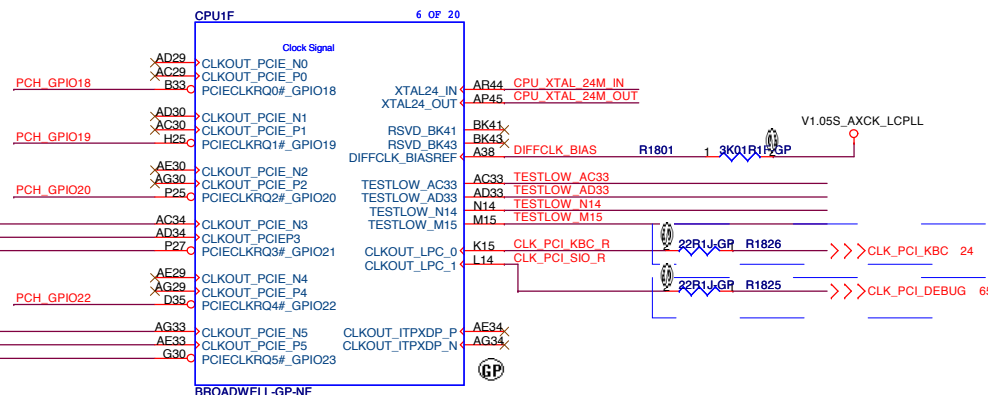 CPU1F 6 OF 20
Clock Signal
AD29 CLKOUT_PCIE_N0
AC29 CLKOUT_PCIE_P0
PCH_GPIO18 B33 PCIECLKRQ0#_GPIO18
XTAL24_IN AR44 CPU_XTAL_24M_IN
XTAL24_OUT AP45 CPU_XTAL_24M_OUT
AD30 CLKOUT_PCIE_N1
AC30 CLKOUT_PCIE_P1
PCH_GPIO19 H25 PCIECLKRQ1#_GPIO19
RSVD_BK41 BK41
RSVD_BK43 BK43
V1.05S_AXCK_LCPLL
DIFFCLK_BIASREF A38 DIFFCLK_BIAS R1801 1 3K01R1F-GP
AE30 CLKOUT_PCIE_N2
AG30 CLKOUT_PCIE_P2
PCH_GPIO20 P25 PCIECLKRQ2#_GPIO20
TESTLOW_AC33 AC33 TESTLOW_AC33
TESTLOW_AD33 AD33 TESTLOW_AD33
TESTLOW_N14 N14 TESTLOW_N14
TESTLOW_M15 M15 TESTLOW_M15
AC34 CLKOUT_PCIE_N3
AD34 CLKOUT_PCIEP3
P27 PCIECLKRQ3#_GPIO21
CLKOUT_LPC_0 K15 CLK_PCI_KBC_R 22R1J-GP R1826 CLK_PCI_KBC 24
CLKOUT_LPC_1 L14 CLK_PCI_SIO_R 22R1J-GP R1825 CLK_PCI_DEBUG
AE29 CLKOUT_PCIE_N4
AG29 CLKOUT_PCIE_P4
PCH_GPIO22 D35 PCIECLKRQ4#_GPIO22
AG33 CLKOUT_PCIE_N5
AE33 CLKOUT_PCIE_P5
G30 PCIECLKRQ5#_GPIO23
CLKOUT_ITPXDP_P AE34
CLKOUT_ITPXDP_N AG34
GP
BROADWELL-GP-NF